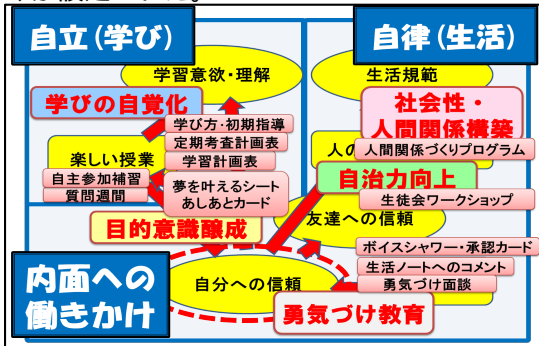 自立(学び)
自律(生活)
学習意欲・理解
生活規範
学びの自覚化
社会性・
人間関係構築
学び方・初期指導
定期考査計画表
学習計画表
楽しい授業
人の
人間関係づくりプログラム
自主参加補習
質問週間
夢を叶えるシート
あしあとカード
自治力向上
生徒会ワークショップ
目的意識醸成
友達への信頼
ボイスシャワー・承認カード
生活ノートへのコメント
勇気づけ面談
内面への
働きかけ
自分への信頼
勇気づけ教育